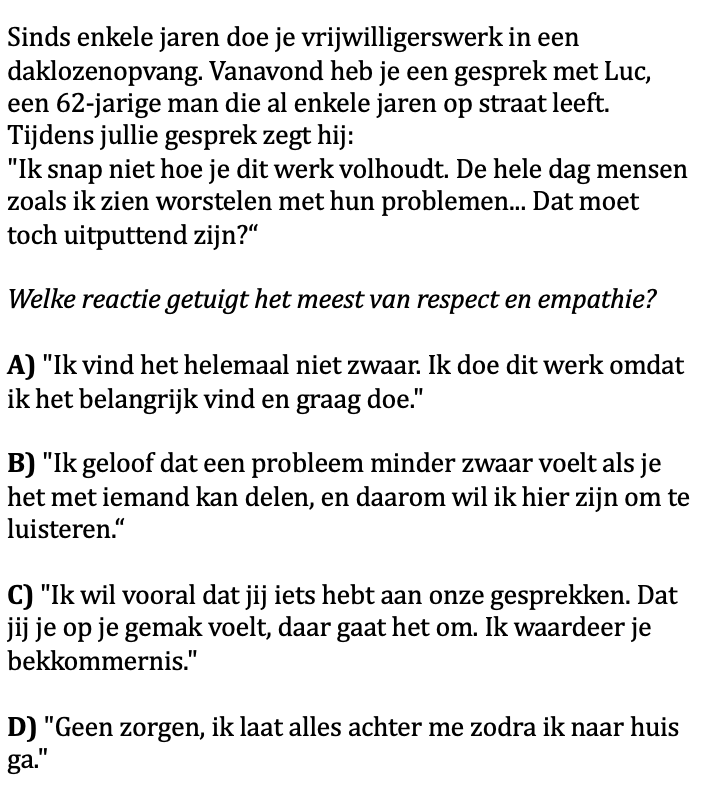 Sinds enkele jaren doe je vrijwilligerswerk in een
daklozenopvang. Vanavond heb je een gesprek met Luc,
een 62-jarige man die al enkele jaren op straat leeft.
Tijdens jullie gesprek zegt hij:
"Ik snap niet hoe je dit werk volhoudt. De hele dag mensen
zoals ik zien worstelen met hun problemen... Dat moet
toch uitputtend zijn?“
Welke reactie getuigt het meest van respect en empathie?
A) "Ik vind het helemaal niet zwaar. Ik doe dit werk omdat
ik het belangrijk vind en graag doe."
B) "Ik geloof dat een probleem minder zwaar voelt als je
het met iemand kan delen, en daarom wil ik hier zijn om te
luisteren.“
C) "Ik wil vooral dat jij iets hebt aan onze gesprekken. Dat
jij je op je gemak voelt, daar gaat het om. Ik waardeer je
bekkommernis."
D) "Geen zorgen, ik laat alles achter me zodra ik naar huis
ga."